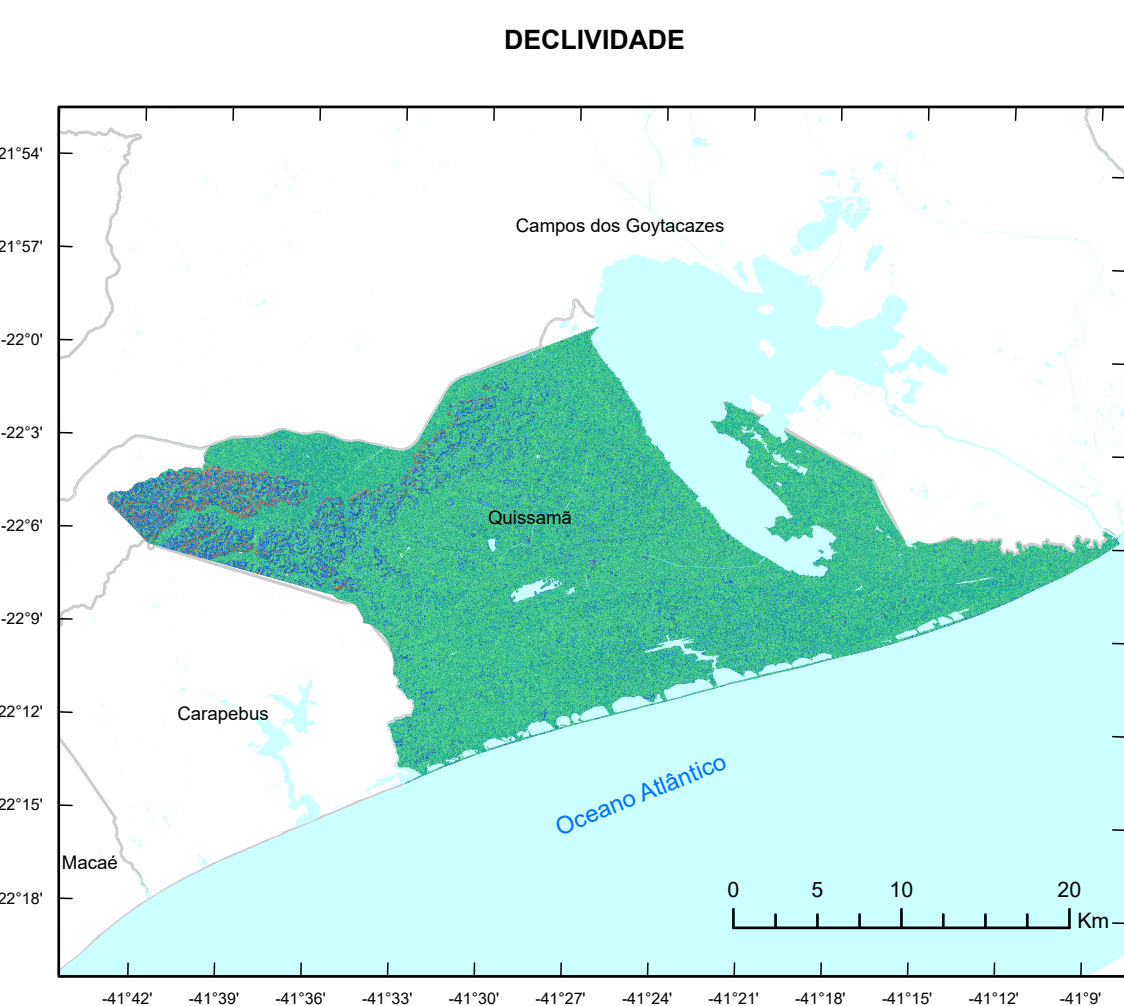 DECLIVIDADE
21°54'
Campos dos Goytacazes
21°57'
-22°0'
-22°3'
Quissamã
-22°6'
-22°9'
Carapebus
22°12'
Oceano Atlântico
22°15'
Macaé
0 5 10 20
Km
22°18'
-41°42' -41°39' -41°36' -41°33' -41°30' -41°27' -41°24' -41°21' -41°18' -41°15' -41°12' -41°9'